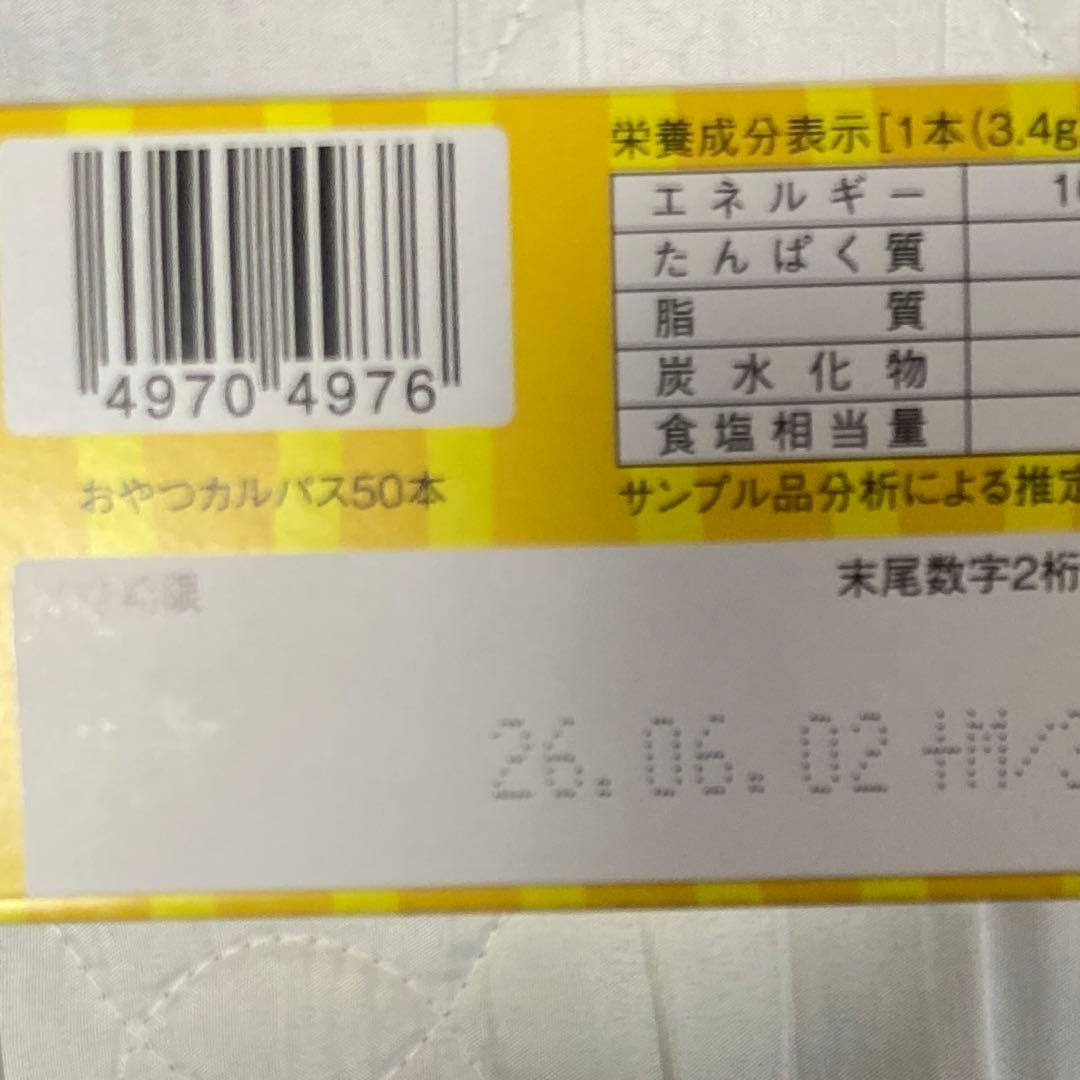 栄養成分表示[1本(3.4g
エネルギー
たんぱく質
脂質
炭水化物
食塩相当量
サンプル品分析による推定
4970 4976
おやつカルパス50本
末尾数字2桁
26.06.02